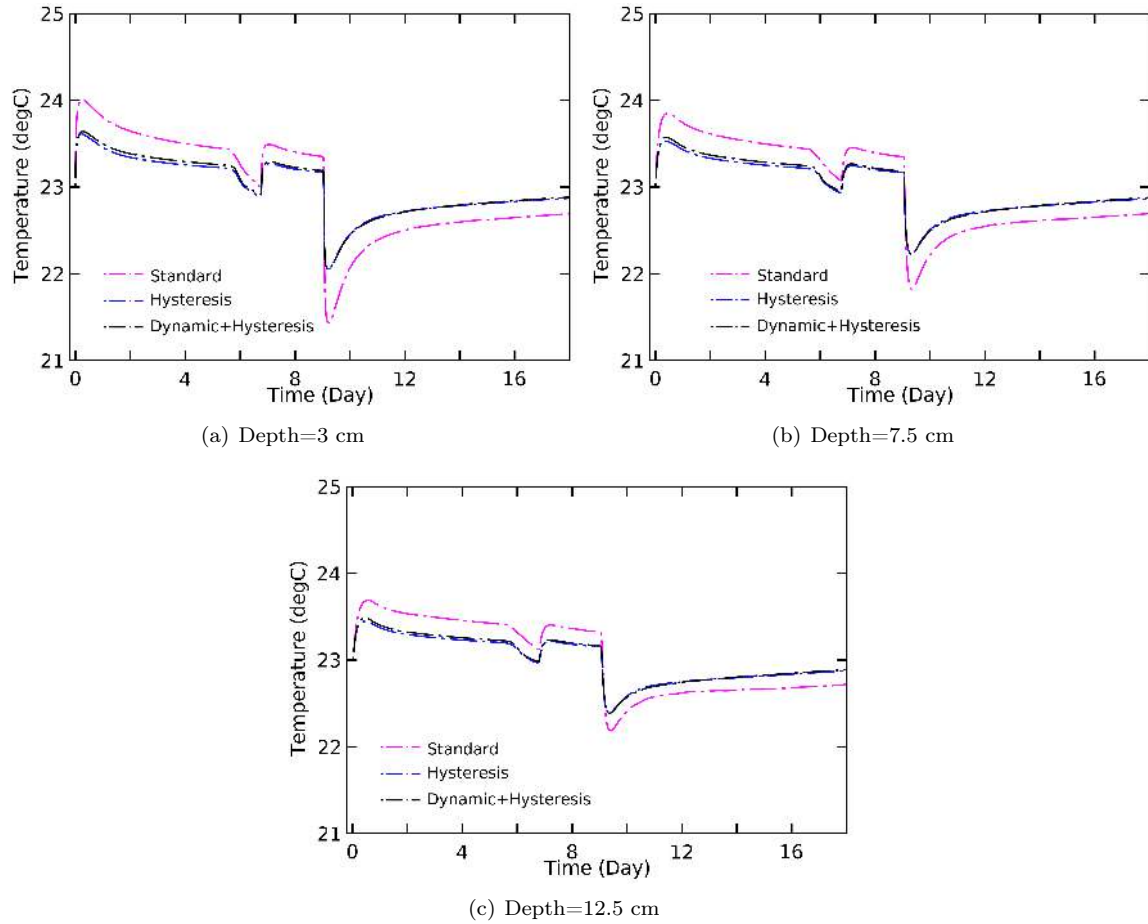 25
24
23
22
21
Temperature (degC)
Standard
Hysteresis
Dynamic+Hysteresis
0 4 8 12 16
Time (Day)
(a) Depth=3 cm
25
24
23
22
21
Temperature (degC)
Standard
Hysteresis
Dynamic+Hysteresis
0 4 8 12 16
Time (Day)
(b) Depth=7.5 cm
25
24
23
22
21
Temperature (degC)
Standard
Hysteresis
Dynamic+Hysteresis
0 4 8 12 16
Time (Day)
(c) Depth=12.5 cm